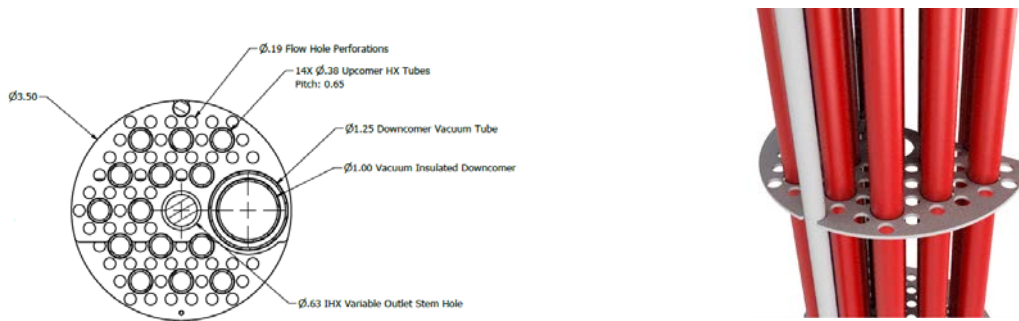 Ø.19 Flow Hole Perforations
14X Ø.38 Upcomer HX Tubes
Pitch: 0.65
Ø3.50
Ø1.25 Downcomer Vacuum Tube
Ø1.00 Vacuum Insulated Downcomer
Ø.63 IHX Variable Outlet Stem Hole